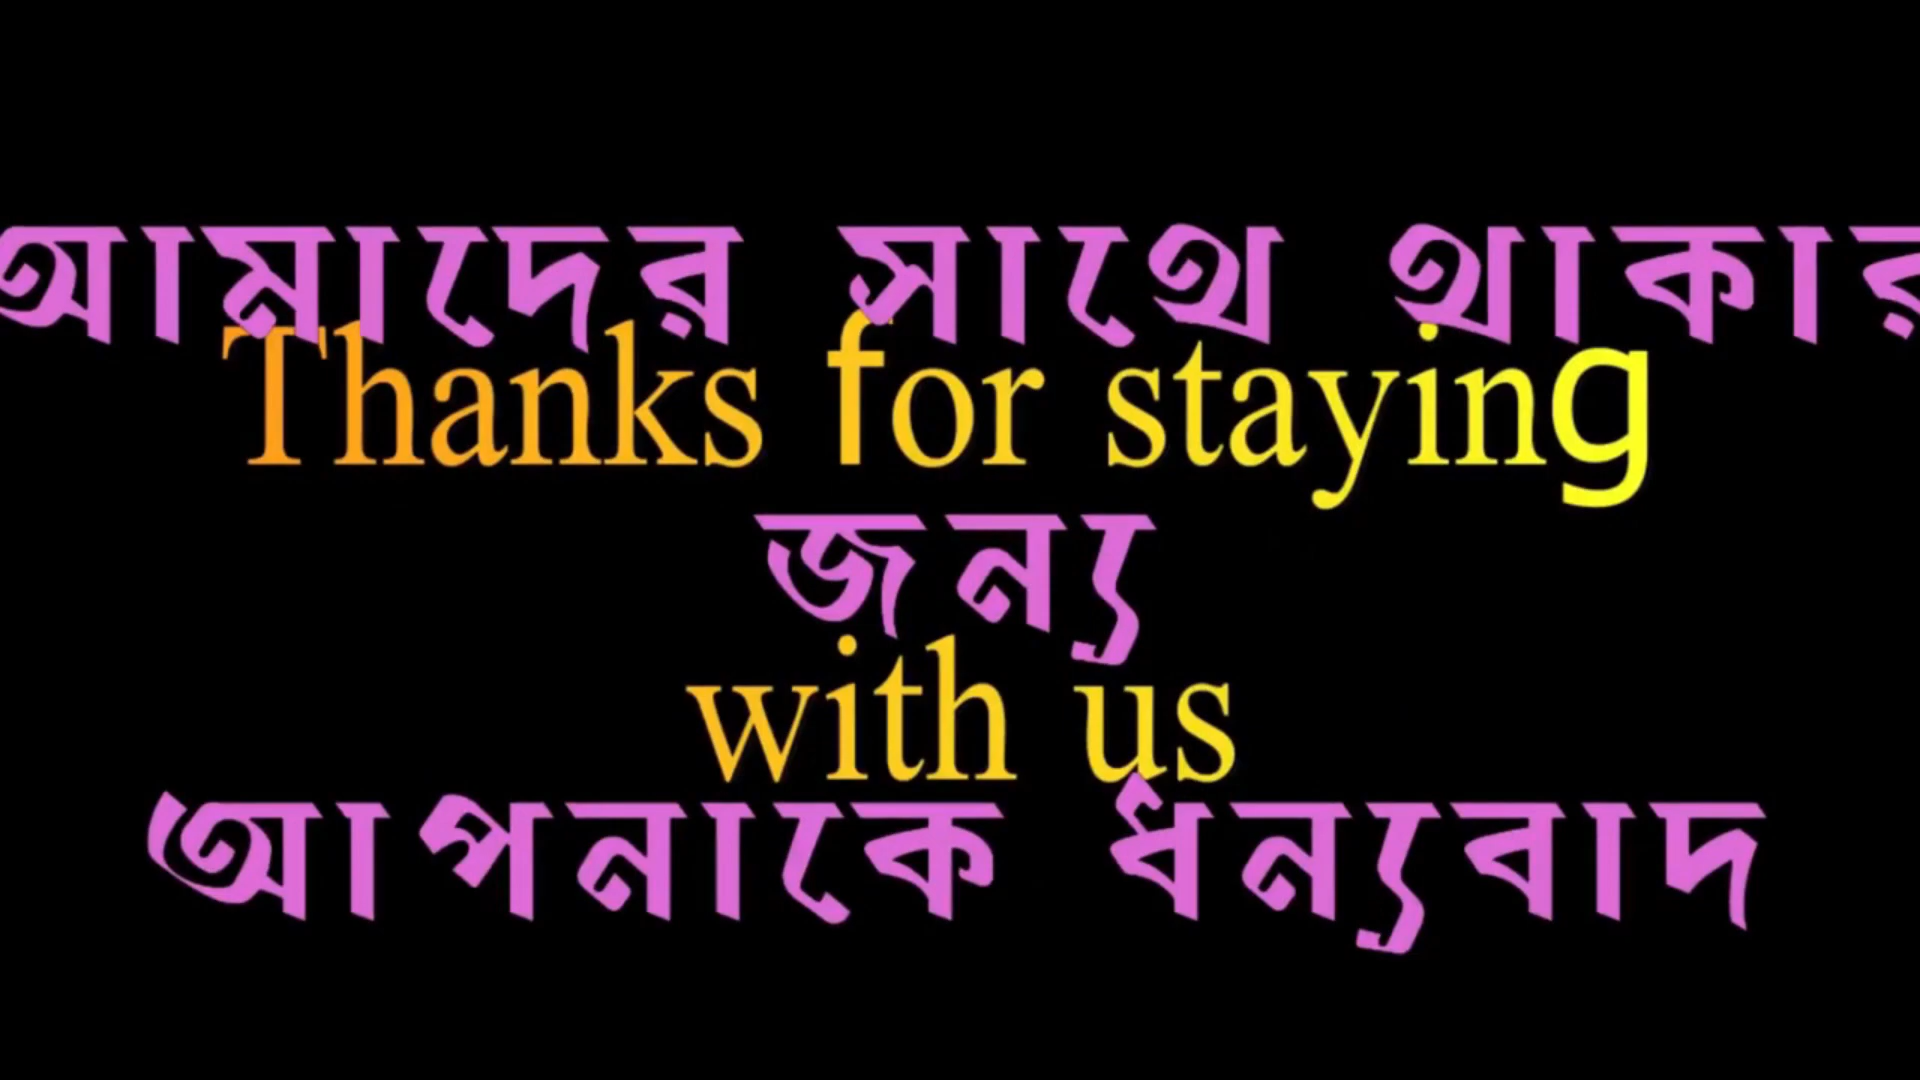 আমাদের সাথে থাকার
Thanks for staying
জন্য
with us
আপনাকে ধন্যবাদ